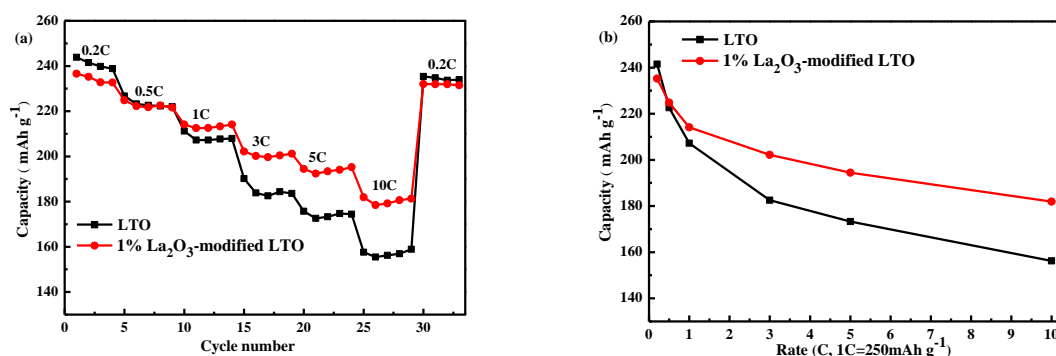 (a)
0.2C
0.5C
1C
3C
5C
10C
0.2C
LTO
1% La₂O₃-modified LTO
Capacity ( mAh g⁻¹)
260
240
220
200
180
160
140
0 5 10 15 20 25 30
Cycle number
(b)
LTO
1% La₂O₃-modified LTO
Capacity ( mAh g⁻¹)
260
240
220
200
180
160
140
0 1 2 3 4 5 6 7 8 9 10
Rate (C, 1C=250mAh g⁻¹)